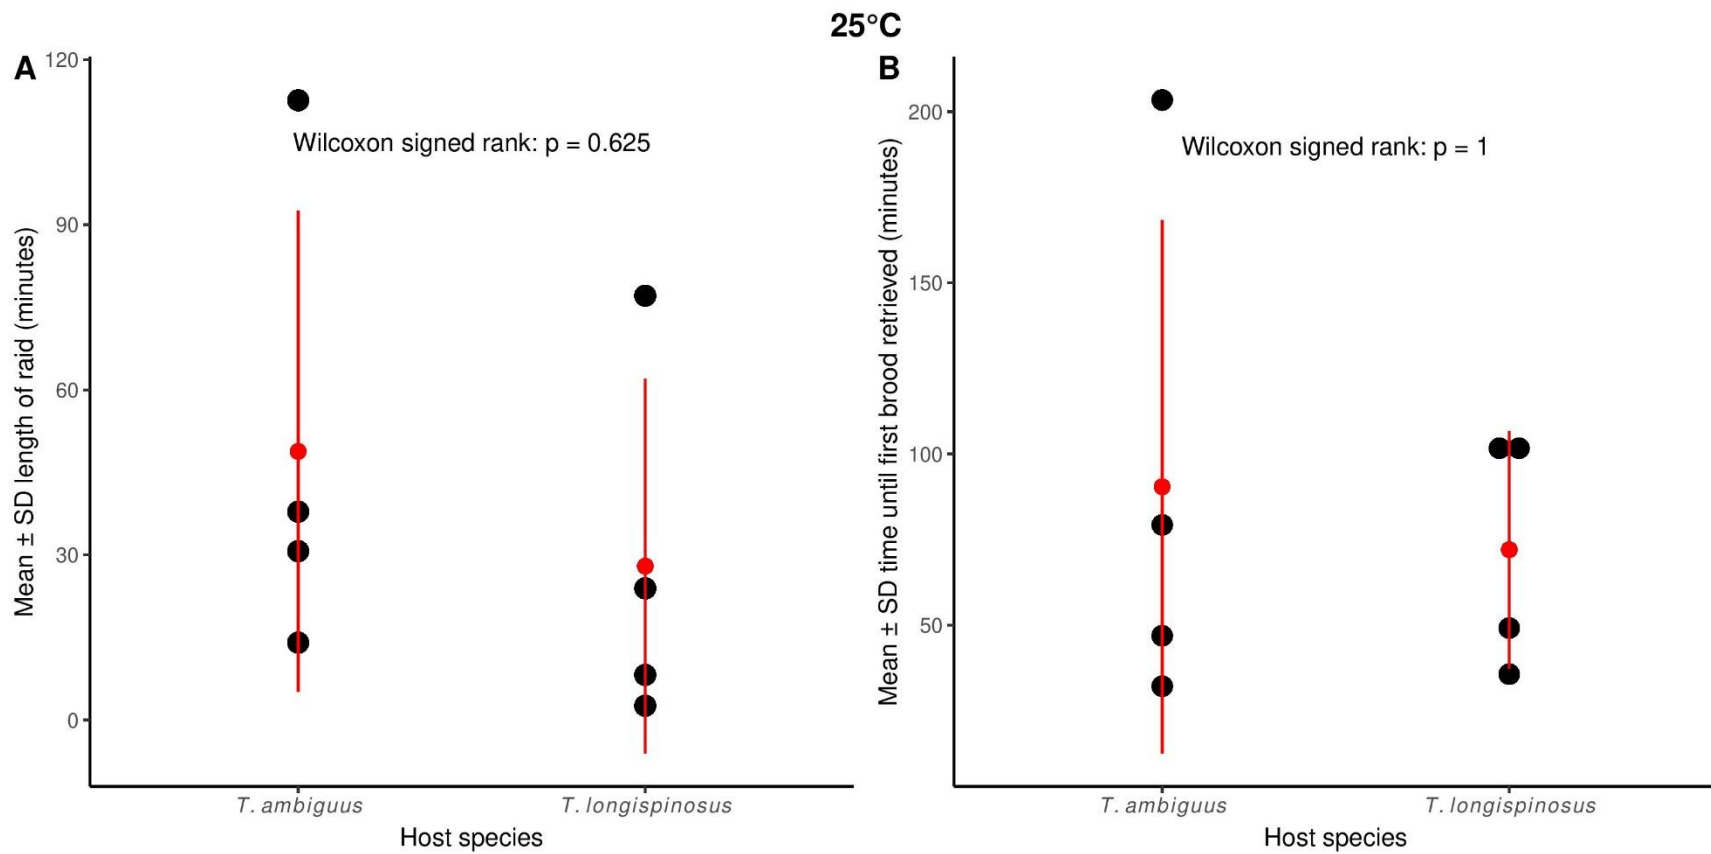 25°C
A
Mean ± SD length of raid (minutes)
120
90
60
30
0
Wilcoxon signed rank: p = 0.625
T. ambiguus
T. longispinosus
Host species
B
Mean ± SD time until first brood retrieved (minutes)
200
150
100
50
Wilcoxon signed rank: p = 1
T. ambiguus
T. longispinosus
Host species